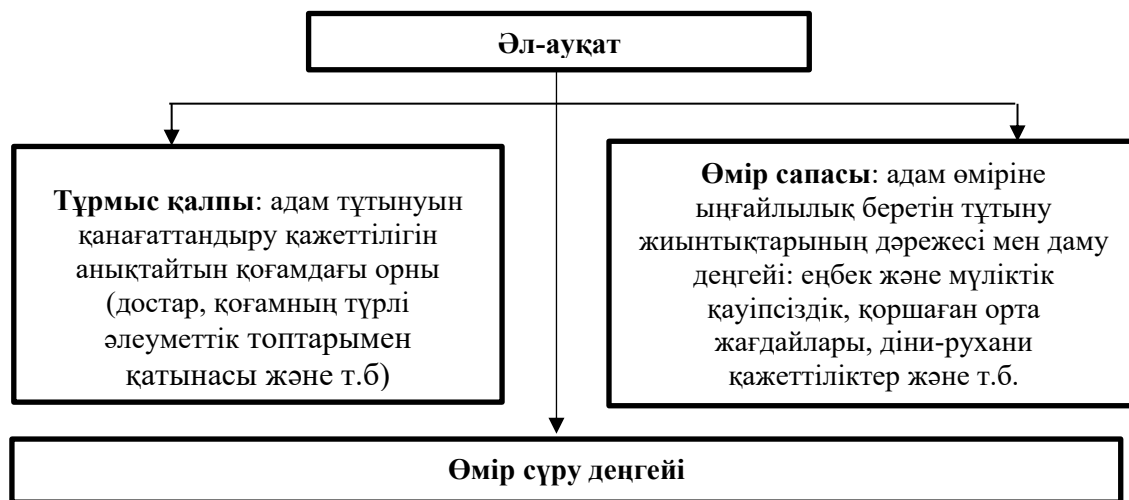 Әл-ауқат
Тұрмыс қалпы: адам тұтынуын
қанағаттандыру қажеттілігін
анықтайтын қоғамдағы орны
(достар, қоғамның түрлі
әлеуметтік топтарымен
қатынасы және т.б)
Өмір сапасы: адам өміріне
ыңғайлылық беретін тұтыну
жиынтықтарының дәрежесі мен даму
деңгейі: еңбек және мүліктік
қауіпсіздік, қоршаған орта
жағдайлары, діни-рухани
қажеттіліктер және т.б.
Өмір сүру деңгейі